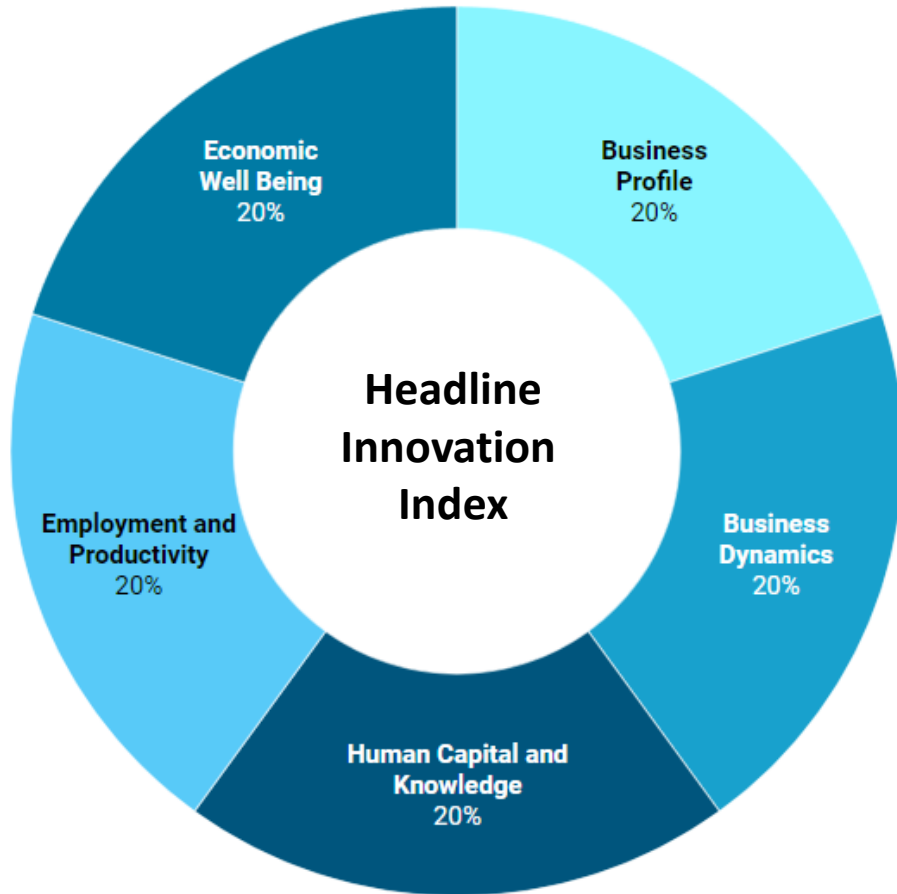 Economic
Well Being
20%
Business
Profile
20%
Headline
Innovation
Index
Employment and
Productivity
20%
Business
Dynamics
20%
Human Capital and
Knowledge
20%